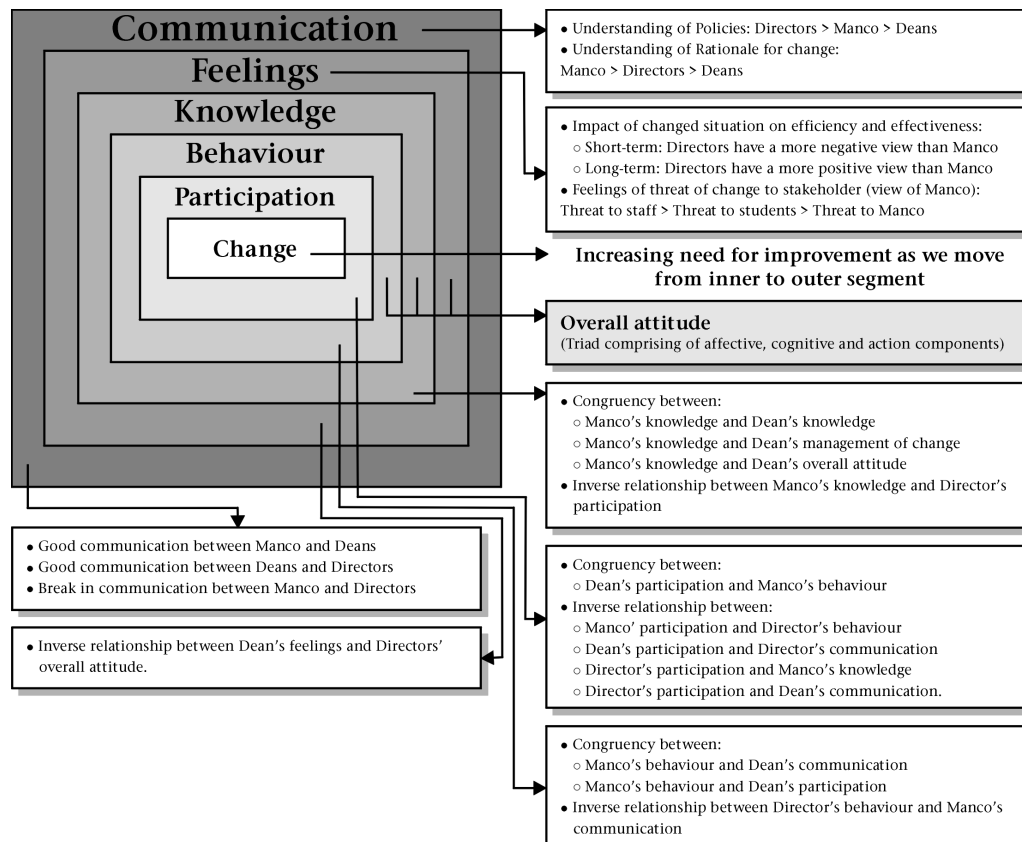 Communication
Feelings
Knowledge
Behaviour
Participation
Change
● Understanding of Policies: Directors > Manco > Deans
● Understanding of Rationale for change:
Manco > Directors > Deans
● Impact of changed situation on efficiency and effectiveness:
○ Short-term: Directors have a more negative view than Manco
○ Long-term: Directors have a more positive view than Manco
● Feelings of threat of change to stakeholder (view of Manco):
Threat to staff > Threat to students > Threat to Manco
Increasing need for improvement as we move
from inner to outer segment
Overall attitude
(Triad comprising of affective, cognitive and action components)
● Congruency between:
○ Manco’s knowledge and Dean’s knowledge
○ Manco’s knowledge and Dean’s management of change
○ Manco’s knowledge and Dean’s overall attitude
● Inverse relationship between Manco’s knowledge and Director’s
participation
● Good communication between Manco and Deans
● Good communication between Deans and Directors
● Break in communication between Manco and Directors
● Inverse relationship between Dean’s feelings and Directors’
overall attitude.
● Congruency between:
○ Dean’s participation and Manco’s behaviour
● Inverse relationship between:
○ Manco’ participation and Director’s behaviour
○ Dean’s participation and Director’s communication
○ Director’s participation and Manco’s knowledge
○ Director’s participation and Dean’s communication.
● Congruency between:
○ Manco’s behaviour and Dean’s communication
○ Manco’s behaviour and Dean’s participation
● Inverse relationship between Director’s behaviour and Manco’s
communication